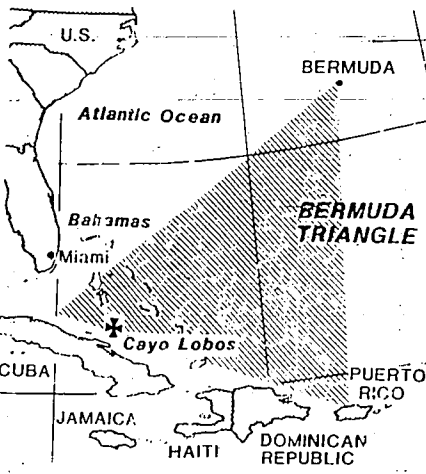 U.S.
BERMUDA
Atlantic Ocean
Bahamas
BERMUDA
TRIANGLE
Miami
Cayo Lobos
CUBA
PUERTO
RICO
JAMAICA
HAITI
DOMINICAN
REPUBLIC